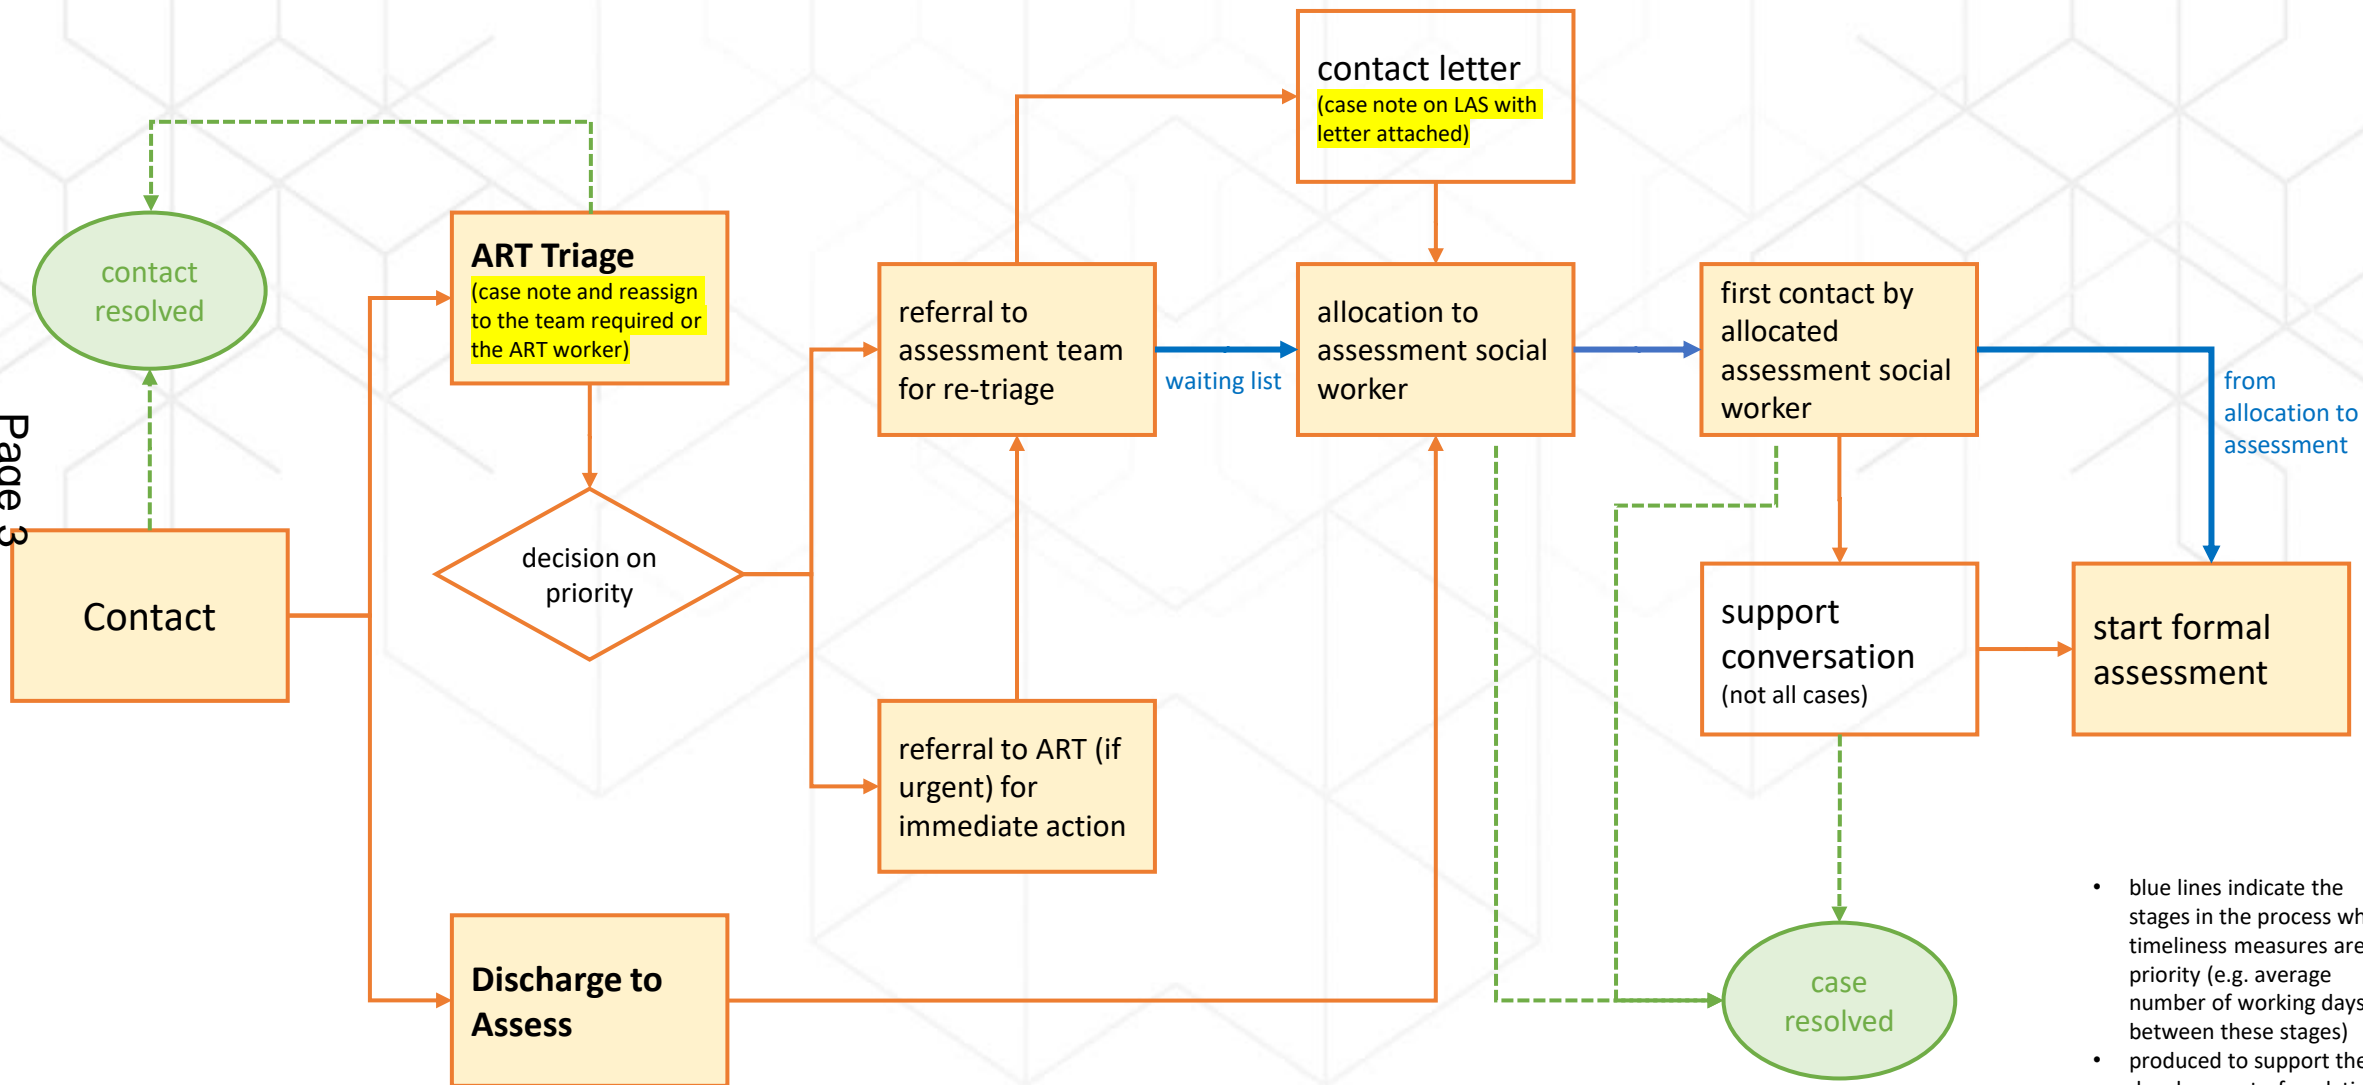 contact letter
(case note on LAS with
letter attached)
contact
resolved
ART Triage
(case note and reassign
to the team required or
the ART worker)
referral to
assessment team
for re-triage
waiting list
allocation to
assessment social
worker
first contact by
allocated
assessment social
worker
from
allocation to
assessment
Page 3
Contact
decision on
priority
support
conversation
(not all cases)
start formal
assessment
referral to ART (if
urgent) for
immediate action
Discharge to
Assess
case
resolved
• blue lines indicate the
stages in the process
timeliness measures are
priority (e.g. average
number of working days
between these stages)
• produced to support the